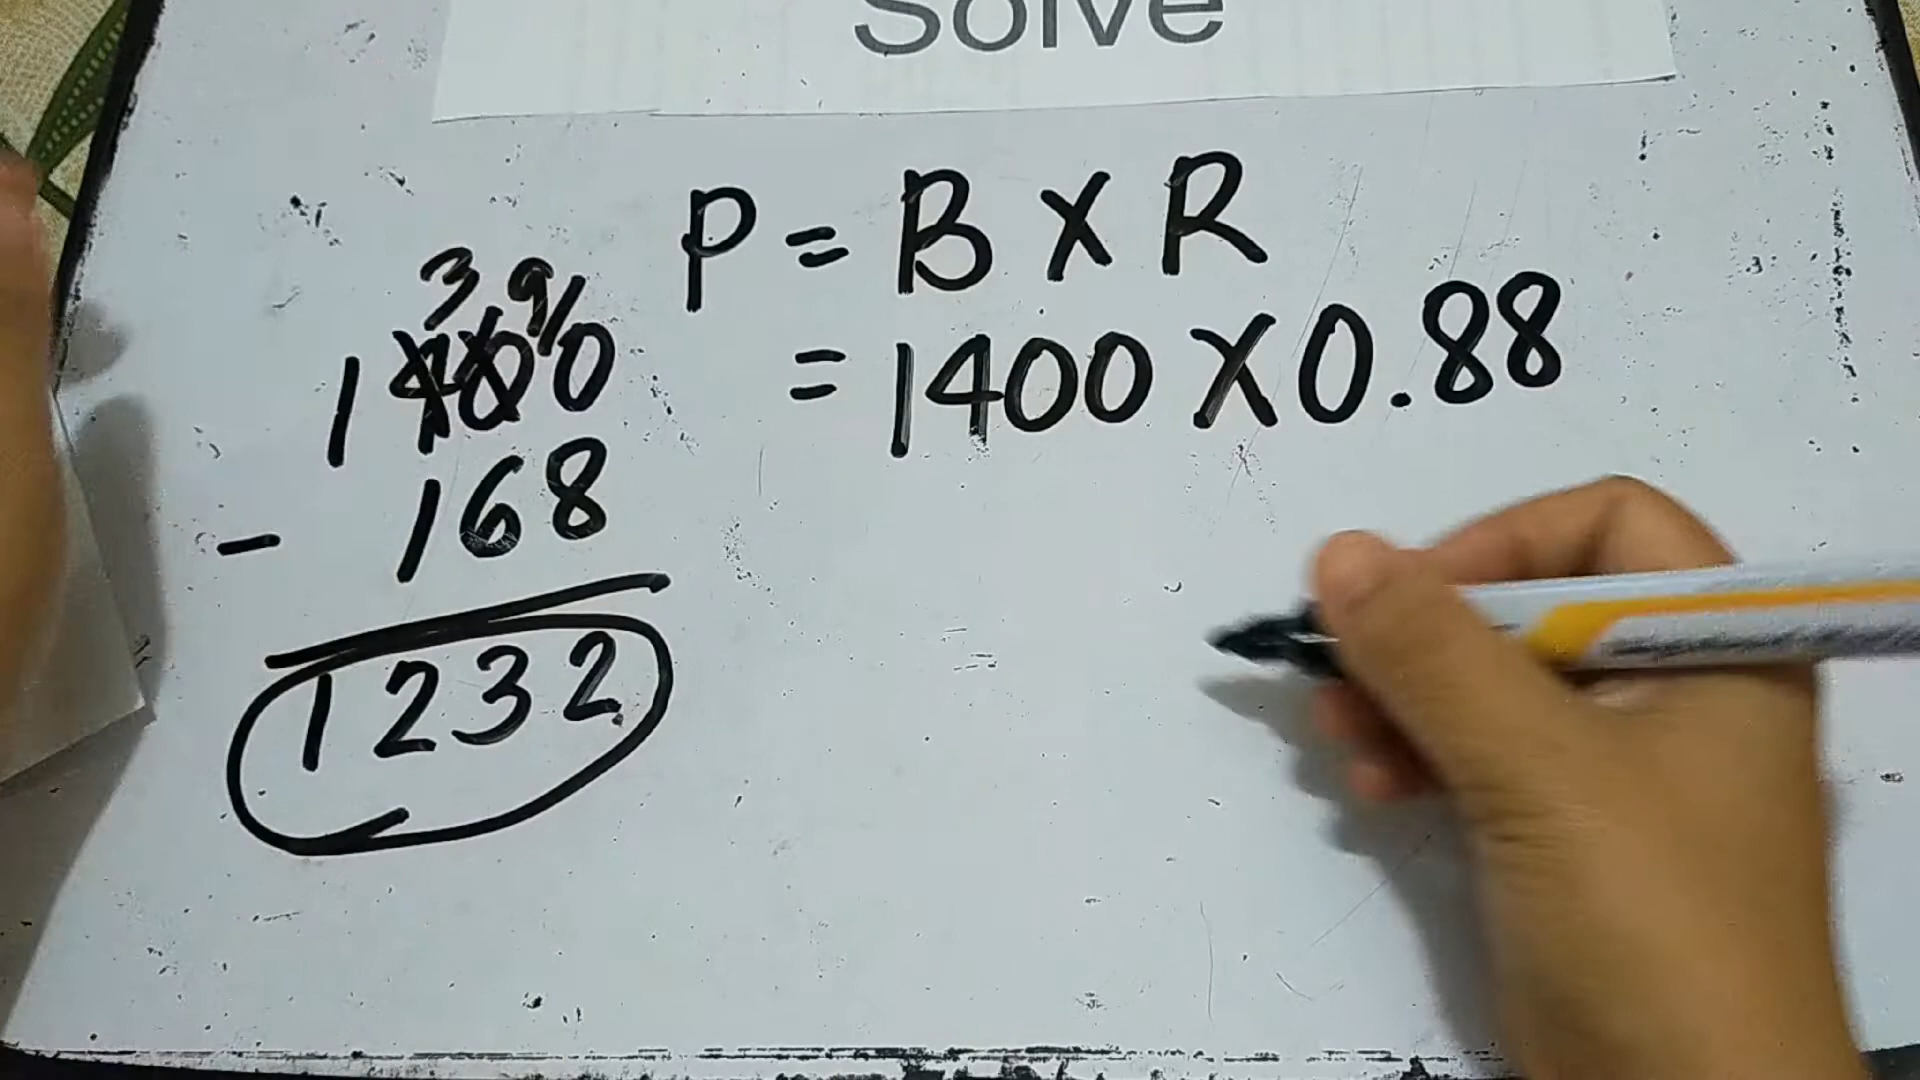 Solve
P = B X R
= 1400 X 0.88
3 9
1400
- 168
1232